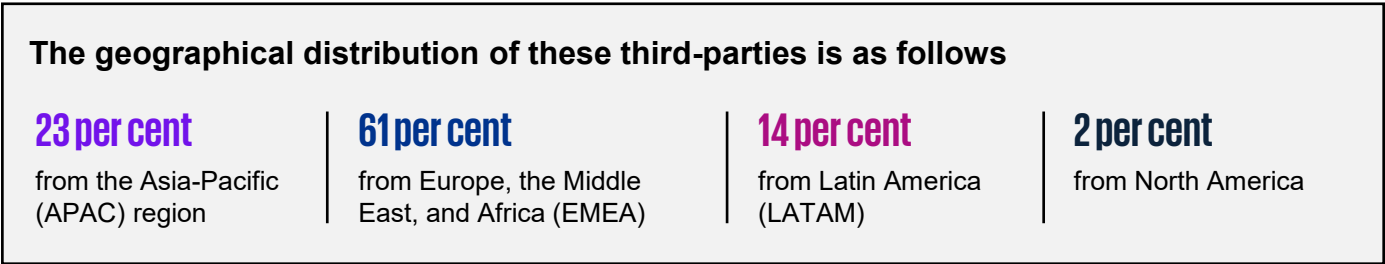 The geographical distribution of these third-parties is as follows
23 per cent
from the Asia-Pacific
(APAC) region
61 per cent
from Europe, the Middle
East, and Africa (EMEA)
14 per cent
from Latin America
(LATAM)
2 per cent
from North America